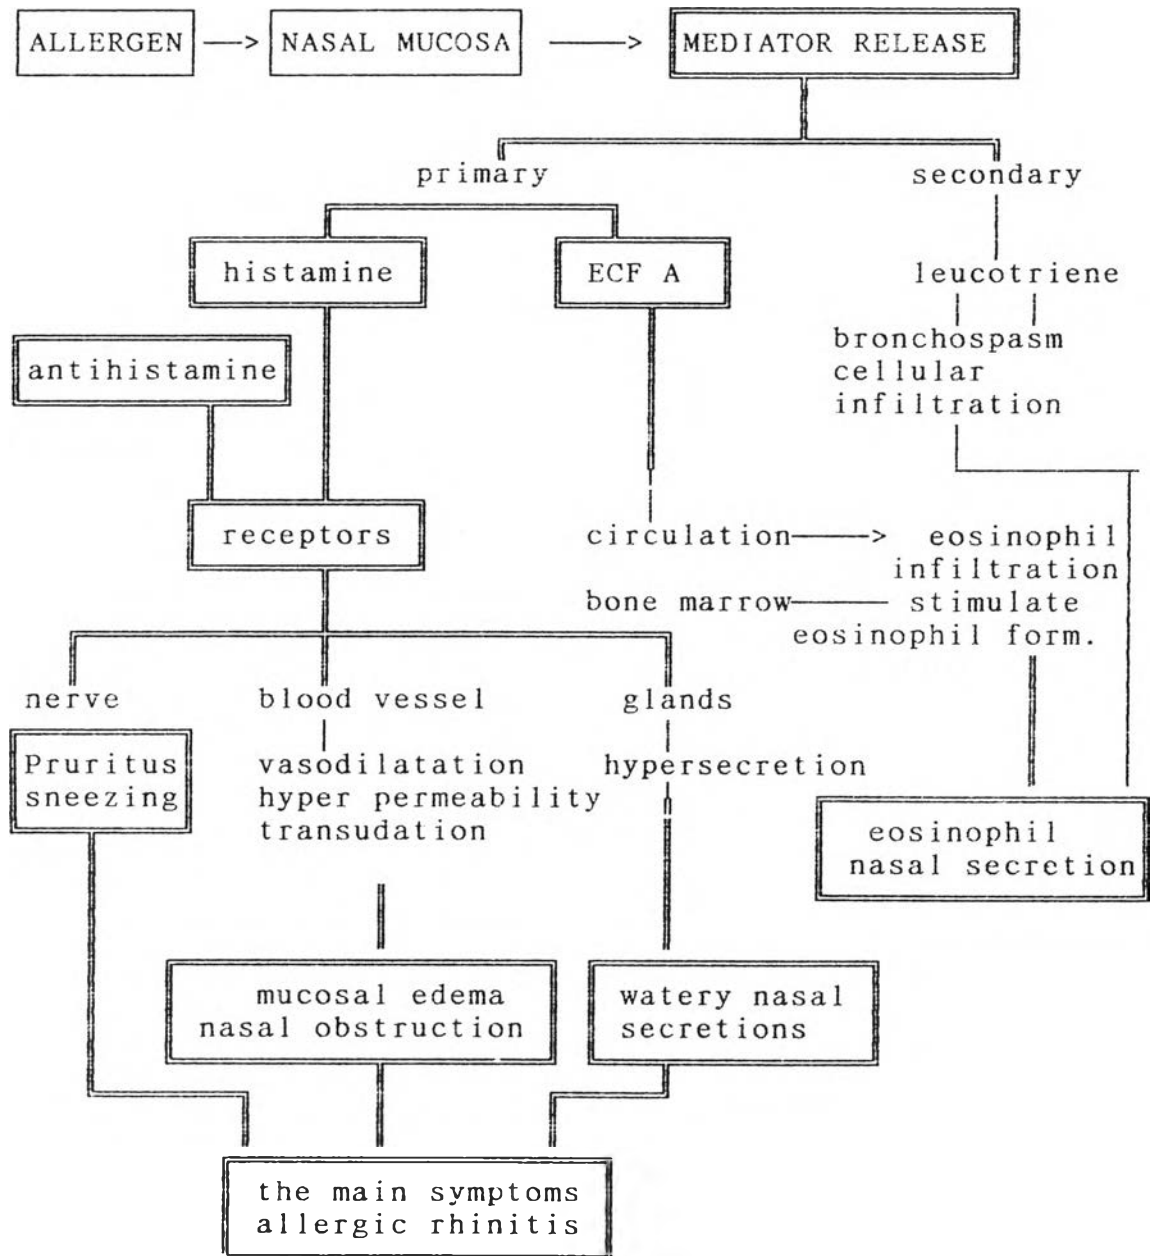 ALLERGEN —> NASAL MUCOSA ——> MEDIATOR RELEASE
primary
secondary
histamine
ECF A
leucotriene
antihistamine
bronchospasm
cellular
infiltration
receptors
circulation——> eosinophil
infiltration
bone marrow—— stimulate
eosinophil form.
nerve
blood vessel
glands
Pruritus
sneezing
vasodilatation
hyper permeability
transudation
hypersecretion
eosinophil
nasal secretion
mucosal edema
nasal obstruction
watery nasal
secretions
the main symptoms
allergic rhinitis